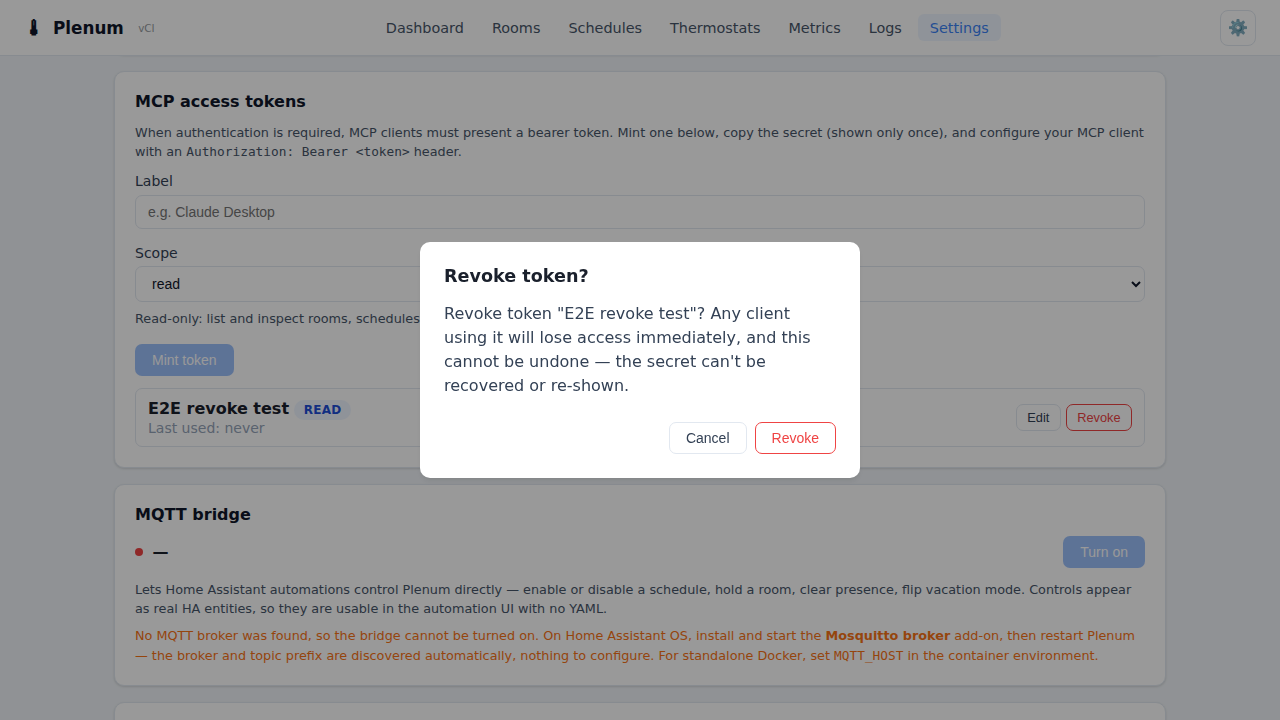 Plenum vCI Dashboard Rooms Schedules Thermostats Metrics Logs Settings
MCP access tokens
When authentication is required, MCP clients must present a bearer token. Mint one below, copy the secret (shown only once), and configure your MCP client
with an Authorization: Bearer <token> header.
Label
e.g. Claude Desktop
Scope
read
Read-only: list and inspect rooms, schedules
Mint token
E2E revoke test READ
Last used: never
Edit Revoke
Revoke token?
Revoke token "E2E revoke test"? Any client
using it will lose access immediately, and this
cannot be undone — the secret can't be
recovered or re-shown.
Cancel Revoke
MQTT bridge
—
Turn on
Lets Home Assistant automations control Plenum directly — enable or disable a schedule, hold a room, clear presence, flip vacation mode. Controls appear
as real HA entities, so they are usable in the automation UI with no YAML.
No MQTT broker was found, so the bridge cannot be turned on. On Home Assistant OS, install and start the Mosquitto broker add-on, then restart Plenum
— the broker and topic prefix are discovered automatically, nothing to configure. For standalone Docker, set MQTT_HOST in the container environment.